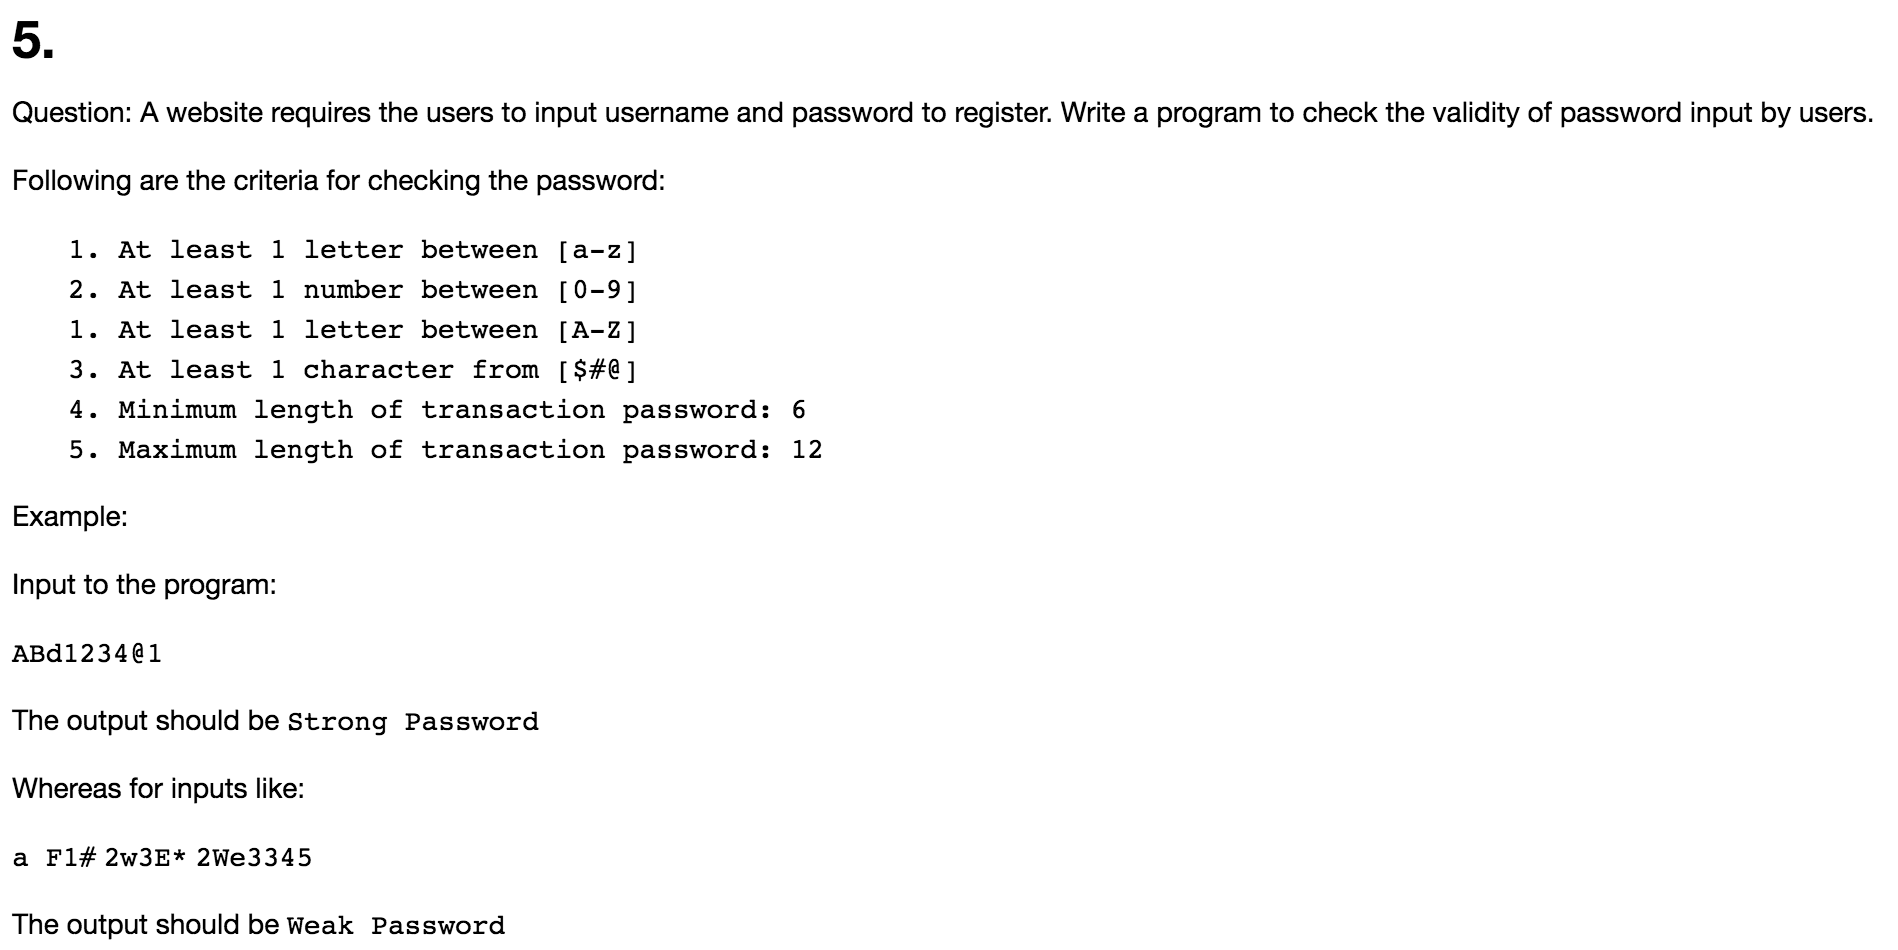 5.
Question: A website requires the users to input username and password to register. Write a program to check the validity of password input by users.
Following are the criteria for checking the password:
1. At least 1 letter between [a-z]
2. At least 1 number between [0-9]
1. At least 1 letter between [A-Z]
3. At least 1 character from [$#@]
4. Minimum length of transaction password: 6
5. Maximum length of transaction password: 12
Example:
Input to the program:
ABd1234@1
The output should be Strong Password
Whereas for inputs like:
a F1# 2w3E* 2We3345
The output should be Weak Password